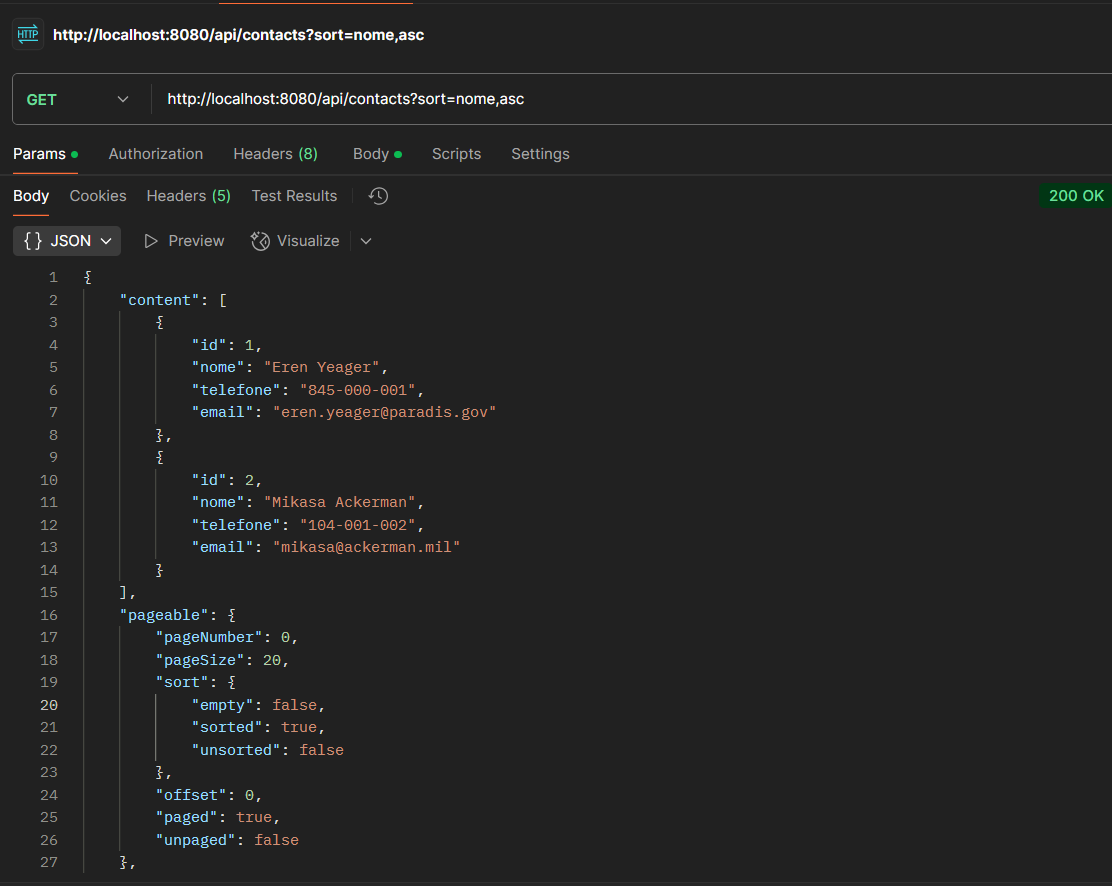 HTTP http://localhost:8080/api/contacts?sort=nome,asc
GET http://localhost:8080/api/contacts?sort=nome,asc
Params Authorization Headers (8) Body Scripts Settings
Body Cookies Headers (5) Test Results 200 OK
{} JSON Preview Visualize
1 {
2 "content": [
3 {
4 "id": 1,
5 "nome": "Eren Yeager",
6 "telefone": "845-000-001",
7 "email": "eren.yeager@paradis.gov"
8 },
9 {
10 "id": 2,
11 "nome": "Mikasa Ackerman",
12 "telefone": "104-001-002",
13 "email": "mikasa@ackerman.mil"
14 }
15 ],
16 "pageable": {
17 "pageNumber": 0,
18 "pageSize": 20,
19 "sort": {
20 "empty": false,
21 "sorted": true,
22 "unsorted": false
23 },
24 "offset": 0,
25 "paged": true,
26 "unpaged": false
27 },